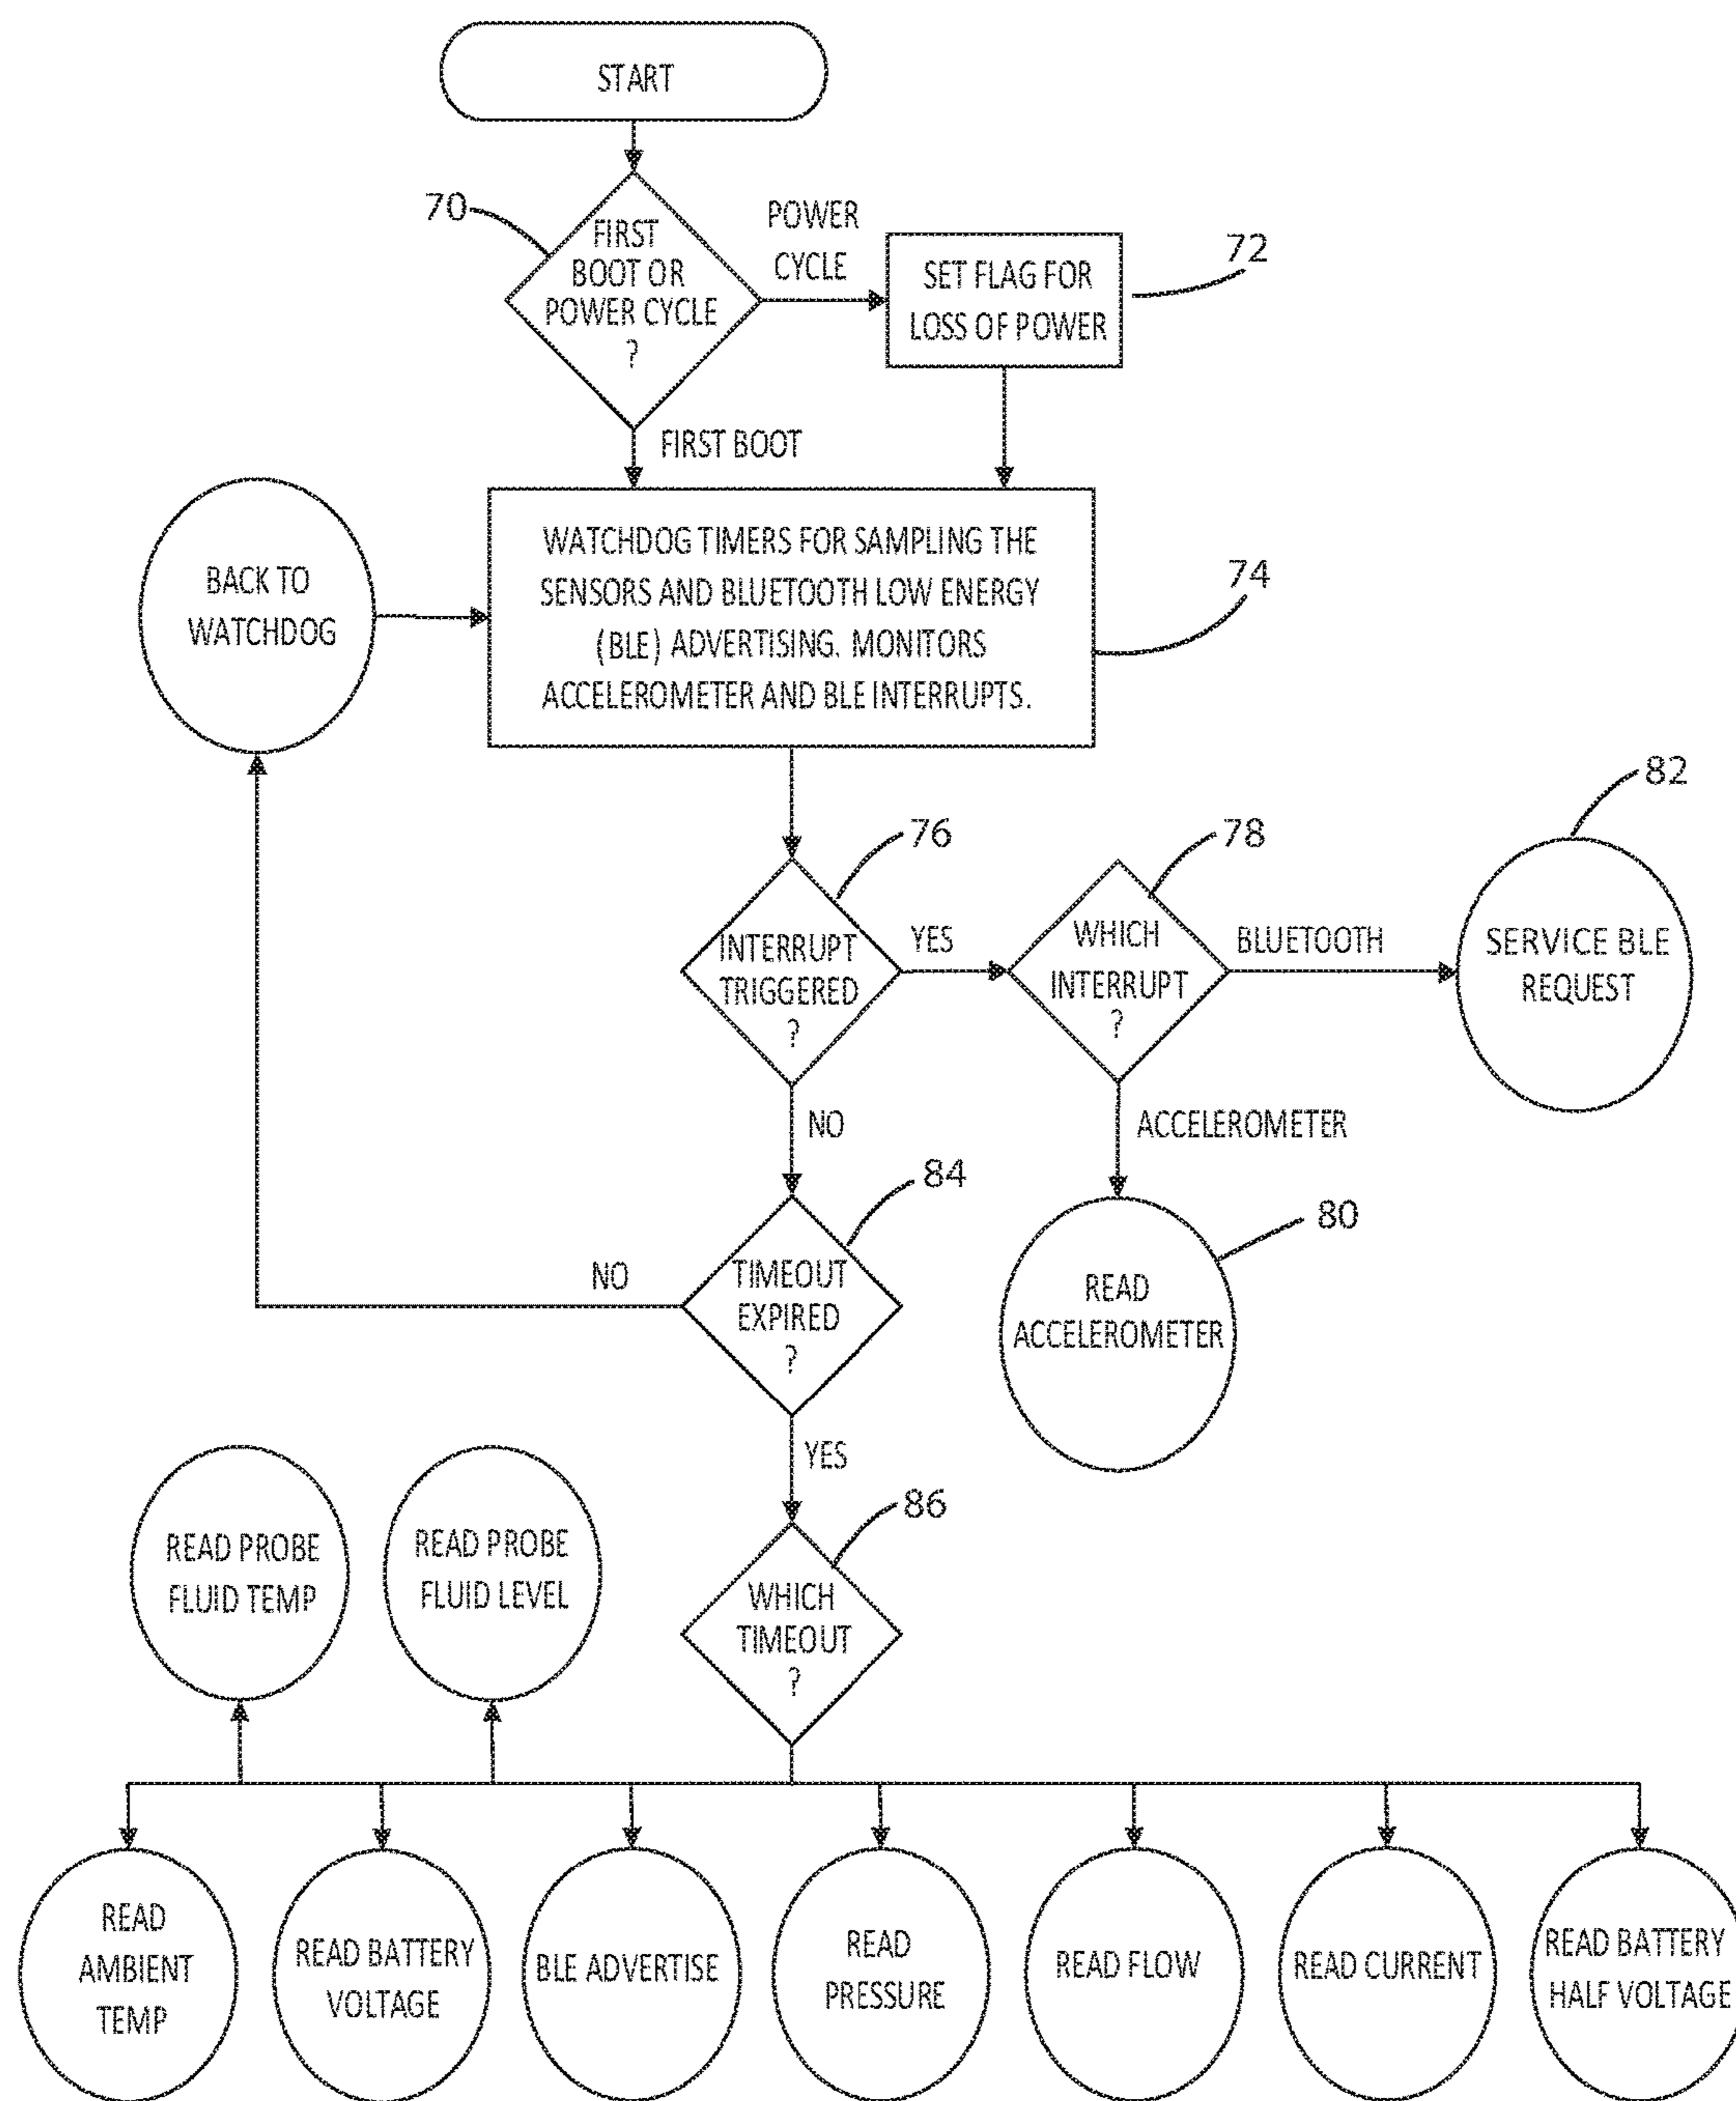 START
70
FIRST
BOOT OR
POWER CYCLE
?
POWER
CYCLE
SET FLAG FOR
LOSS OF POWER
72
FIRST BOOT
BACK TO
WATCHDOG
WATCHDOG TIMERS FOR SAMPLING THE
SENSORS AND BLUETOOTH LOW ENERGY
(BLE) ADVERTISING. MONITORS
ACCELEROMETER AND BLE INTERRUPTS.
74
76
INTERRUPT
TRIGGERED
?
YES
78
WHICH
INTERRUPT
?
BLUETOOTH
82
SERVICE BLE
REQUEST
NO
ACCELEROMETER
84
TIMEOUT
EXPIRED
?
NO
80
READ
ACCELEROMETER
YES
86
WHICH
TIMEOUT
?
READ PROBE
FLUID TEMP
READ PROBE
FLUID LEVEL
READ
AMBIENT
TEMP
READ BATTERY
VOLTAGE
BLE ADVERTISE
READ
PRESSURE
READ FLOW
READ CURRENT
READ BATTERY
HALF VOLTAGE